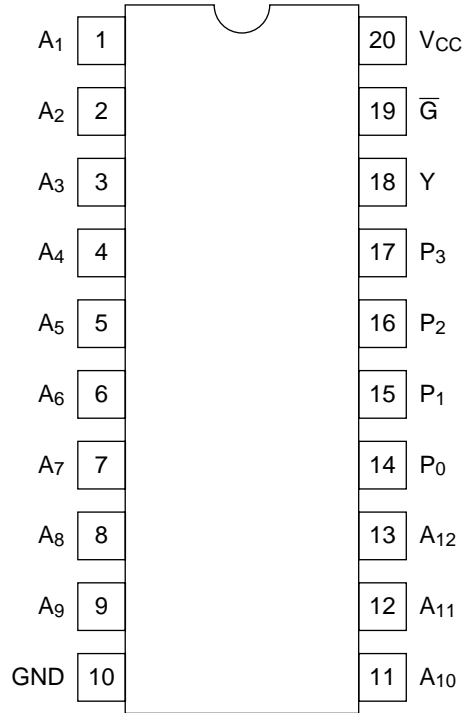 A₁ 1 20 V_CC
A₂ 2 19 G̅
A₃ 3 18 Y
A₄ 4 17 P₃
A₅ 5 16 P₂
A₆ 6 15 P₁
A₇ 7 14 P₀
A₈ 8 13 A₁₂
A₉ 9 12 A₁₁
GND 10 11 A₁₀